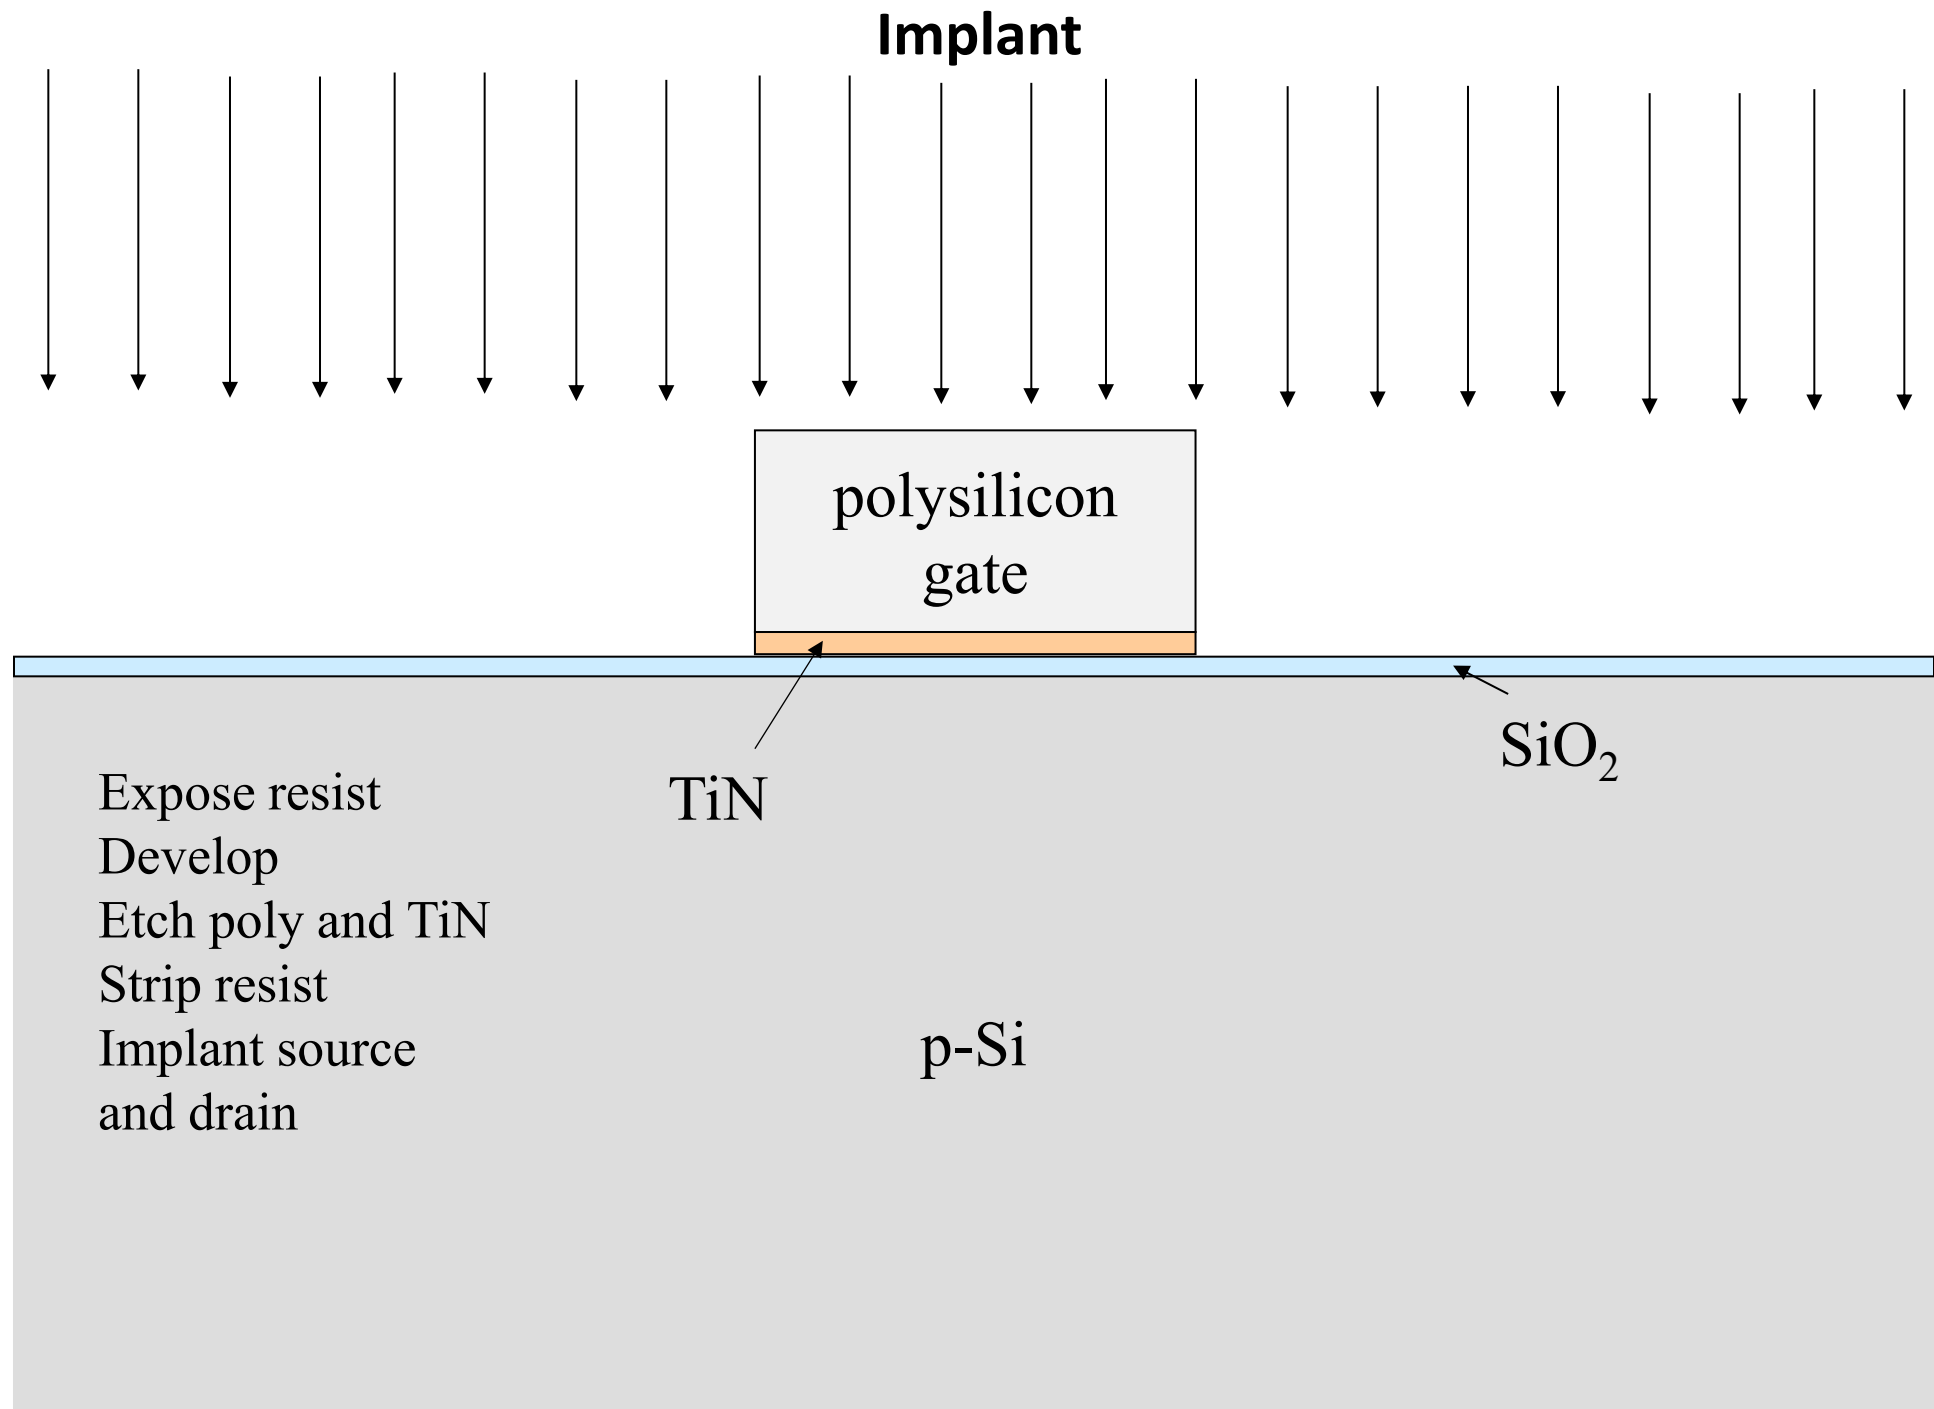 Implant
polysilicon
gate
SiO₂
TiN
Expose resist
Develop
Etch poly and TiN
Strip resist
Implant source
and drain
p-Si